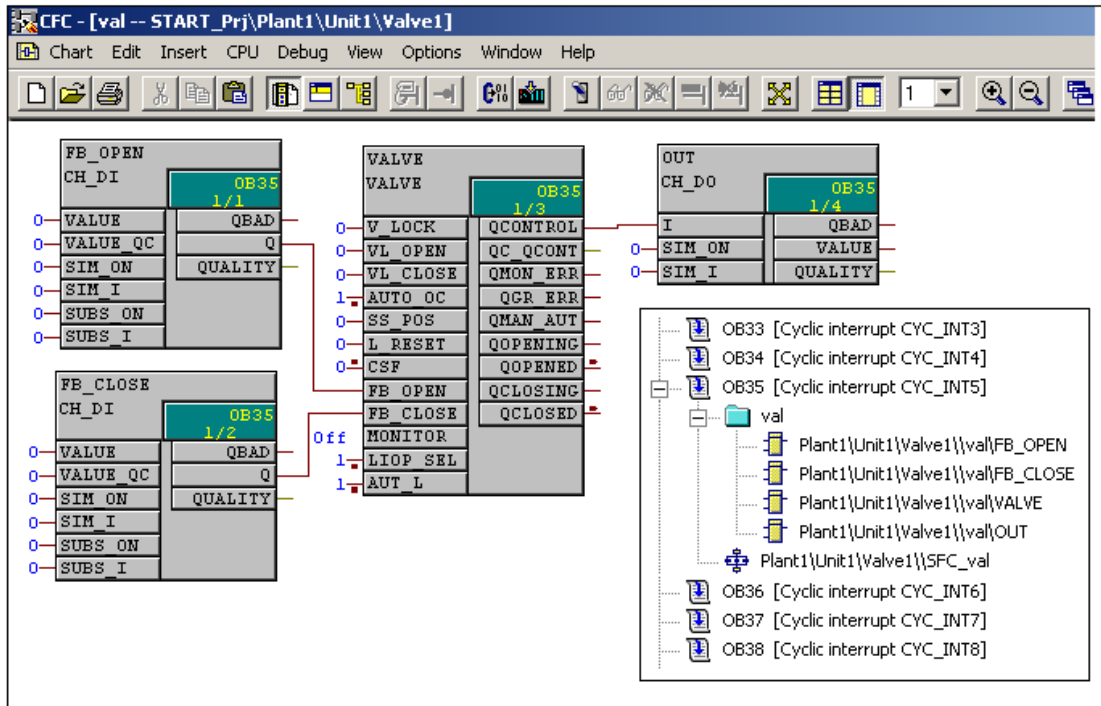 CFC - [val -- START_Prj\Plant1\Unit1\Valve1]
Chart Edit Insert CPU Debug View Options Window Help
1
FB_OPEN
CH_DI
OB35
1/1
0 VALUE QBAD
0 VALUE_QC Q
0 SIM_ON QUALITY
0 SIM_I
0 SUBS_ON
0 SUBS_I
FB_CLOSE
CH_DI
OB35
1/2
0 VALUE QBAD
0 VALUE_QC Q
0 SIM_ON QUALITY
0 SIM_I
0 SUBS_ON
0 SUBS_I
VALVE
VALVE
OB35
1/3
0 V_LOCK QCONTROL
0 VL_OPEN QC_QCONT
0 VL_CLOSE QMON_ERR
1 AUTO_OC QGR_ERR
0 SS_POS QMAN_AUT
0 L_RESET QOPENING
0 CSF QOPENED
FB_OPEN QCLOSING
FB_CLOSE QCLOSED
Off MONITOR
1 LIOP_SEL
1 AUT_L
OUT
CH_DO
OB35
1/4
I QBAD
0 SIM_ON VALUE
0 SIM_I QUALITY
OB33 [Cyclic interrupt CYC_INT3]
OB34 [Cyclic interrupt CYC_INT4]
OB35 [Cyclic interrupt CYC_INT5]
val
Plant1\Unit1\Valve1\\val\FB_OPEN
Plant1\Unit1\Valve1\\val\FB_CLOSE
Plant1\Unit1\Valve1\\val\VALVE
Plant1\Unit1\Valve1\\val\OUT
Plant1\Unit1\Valve1\\SFC_val
OB36 [Cyclic interrupt CYC_INT6]
OB37 [Cyclic interrupt CYC_INT7]
OB38 [Cyclic interrupt CYC_INT8]